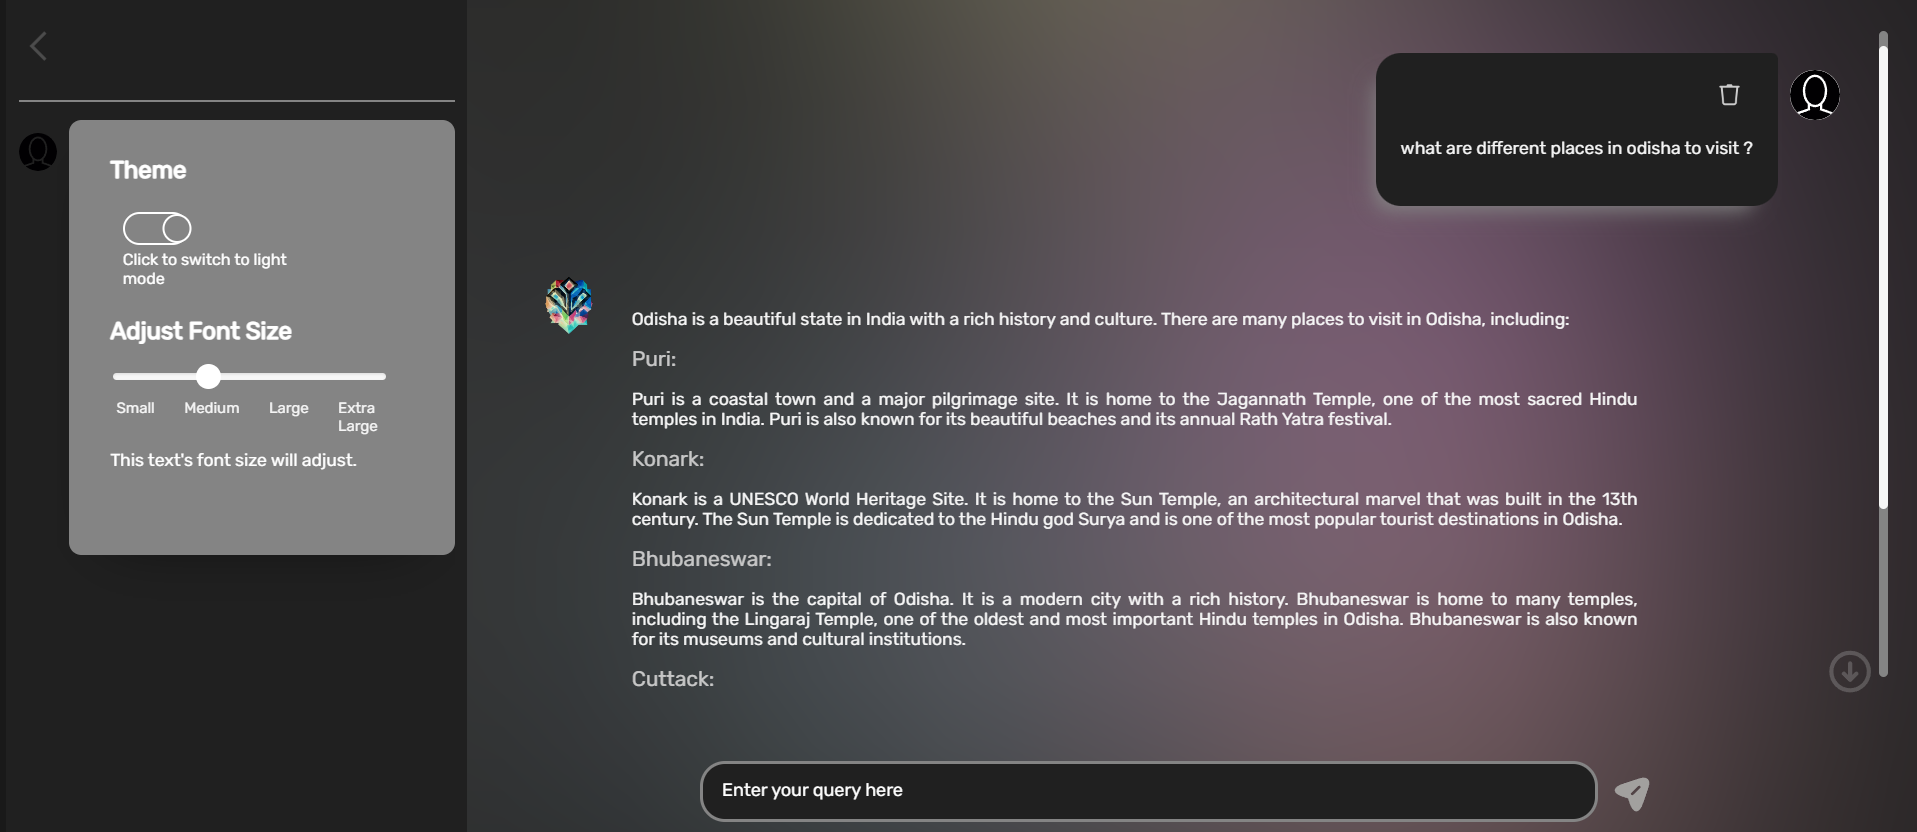 Theme
Click to switch to light
mode
Adjust Font Size
Small Medium Large Extra
Large
This text's font size will adjust.
what are different places in odisha to visit ?
Odisha is a beautiful state in India with a rich history and culture. There are many places to visit in Odisha, including:
Puri:
Puri is a coastal town and a major pilgrimage site. It is home to the Jagannath Temple, one of the most sacred Hindu
temples in India. Puri is also known for its beautiful beaches and its annual Rath Yatra festival.
Konark:
Konark is a UNESCO World Heritage Site. It is home to the Sun Temple, an architectural marvel that was built in the 13th
century. The Sun Temple is dedicated to the Hindu god Surya and is one of the most popular tourist destinations in Odisha.
Bhubaneswar:
Bhubaneswar is the capital of Odisha. It is a modern city with a rich history. Bhubaneswar is home to many temples,
including the Lingaraj Temple, one of the oldest and most important Hindu temples in Odisha. Bhubaneswar is also known
for its museums and cultural institutions.
Cuttack:
Enter your query here